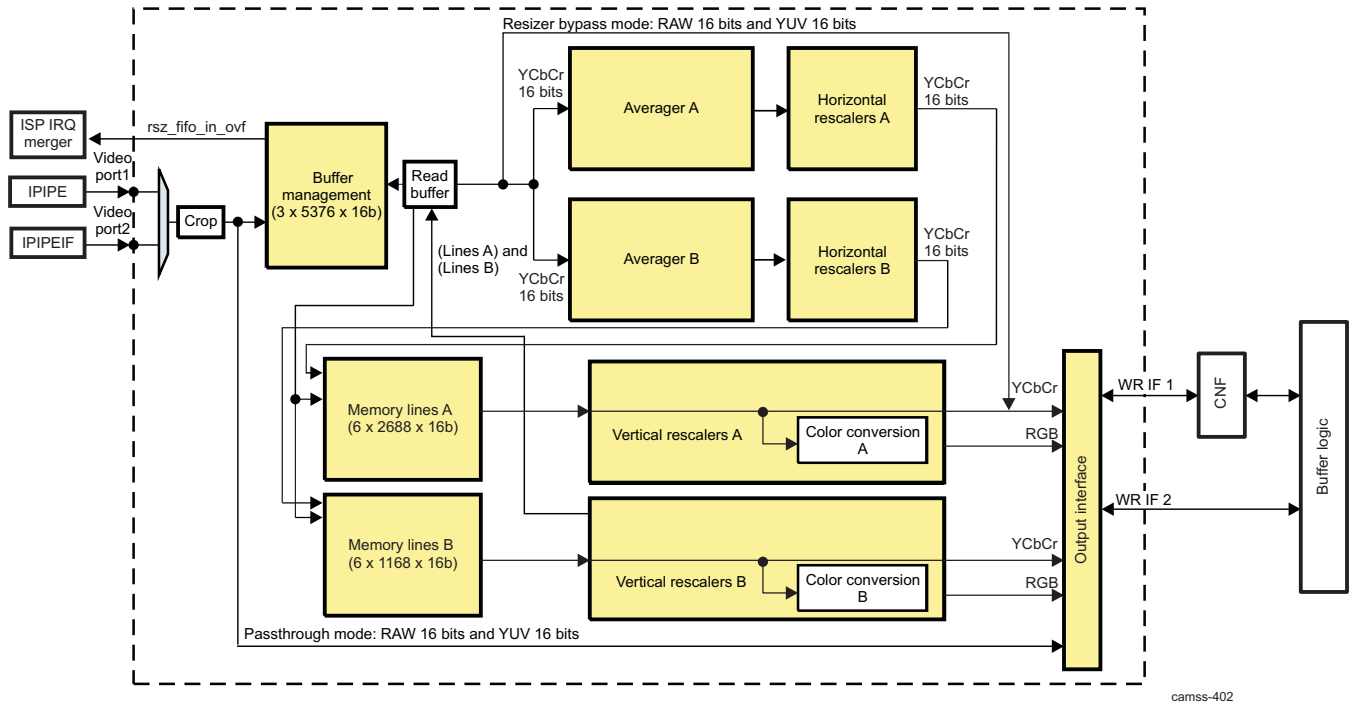 Resizer bypass mode: RAW 16 bits and YUV 16 bits
YCbCr
16 bits
Averager A
Horizontal
rescalers A
YCbCr
16 bits
ISP IRQ
merger
rsz_fifo_in_ovf
Video
port1
IPIPE
Video
port2
IPIPEIF
Crop
Buffer
management
(3 x 5376 x 16b)
Read
buffer
(Lines A) and
(Lines B)
YCbCr
16 bits
Averager B
Horizontal
rescalers B
YCbCr
16 bits
Memory lines A
(6 x 2688 x 16b)
Vertical rescalers A
Color conversion
A
YCbCr
RGB
Memory lines B
(6 x 1168 x 16b)
Vertical rescalers B
Color conversion
B
YCbCr
RGB
Output interface
WR IF 1
CNF
WR IF 2
Buffer logic
Passthrough mode: RAW 16 bits and YUV 16 bits
camss-402